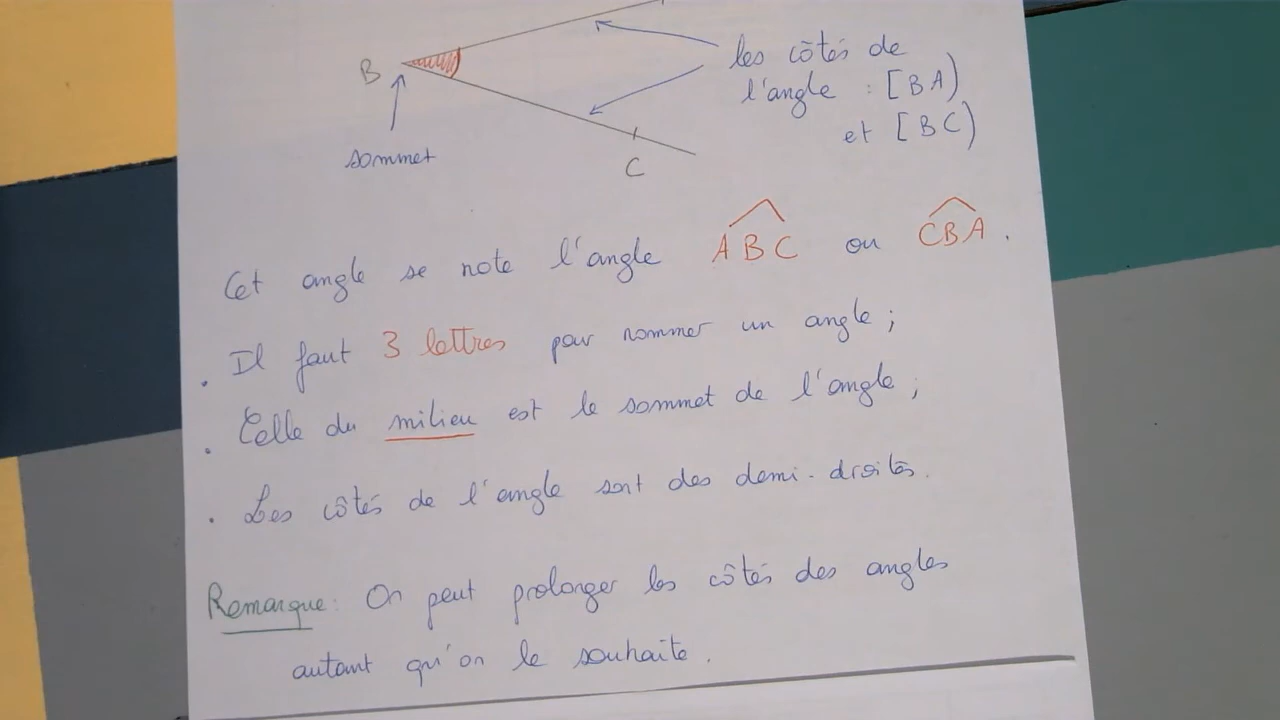 B
sommet
C
les côtés de
l'angle : [BA)
et [BC)
Cet angle se note l'angle ABC ou CBA.
. Il faut 3 lettres pour nommer un angle ;
. Celle du milieu est le sommet de l'angle ;
. Les côtés de l'angle sont des demi-droites.
Remarque : On peut prolonger les côtés des angles
autant qu'on le souhaite.